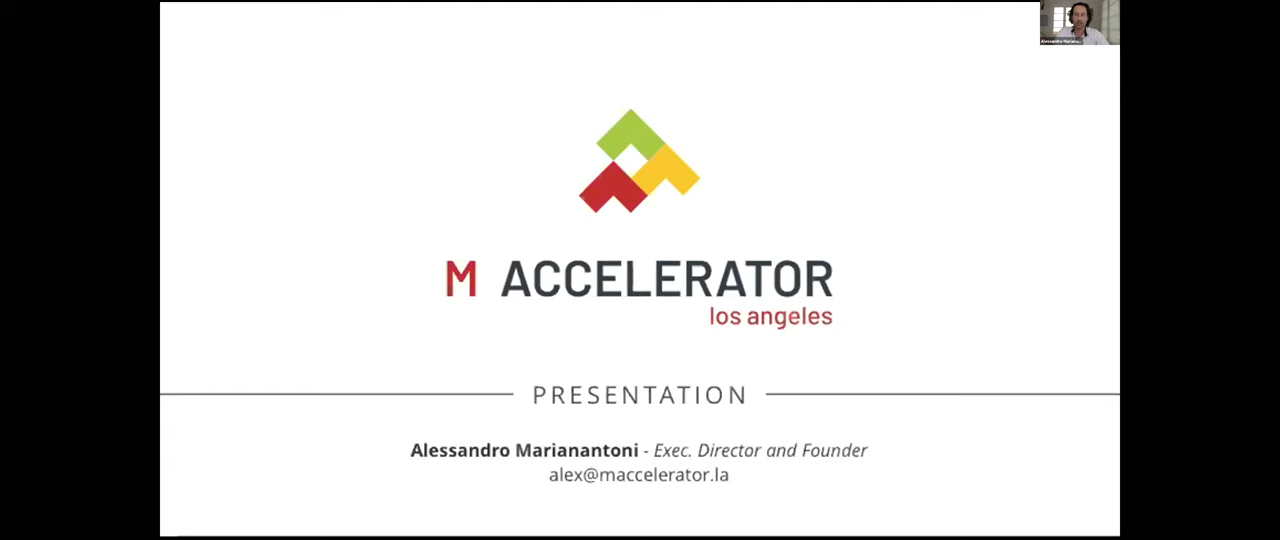 M ACCELERATOR
los angeles
PRESENTATION
Alessandro Marianantoni - Exec. Director and Founder
alex@maccelerator.la